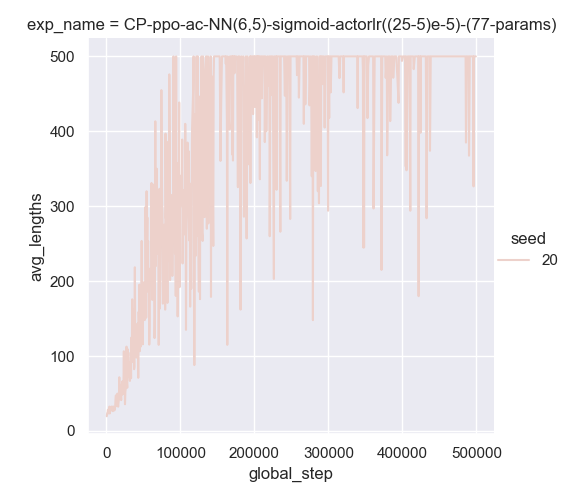 exp_name = CP-ppo-ac-NN(6,5)-sigmoid-actorlr((25-5)e-5)-(77-params)
500
400
300
200
100
0
avg_lengths
0 100000 200000 300000 400000 500000
global_step
seed
20